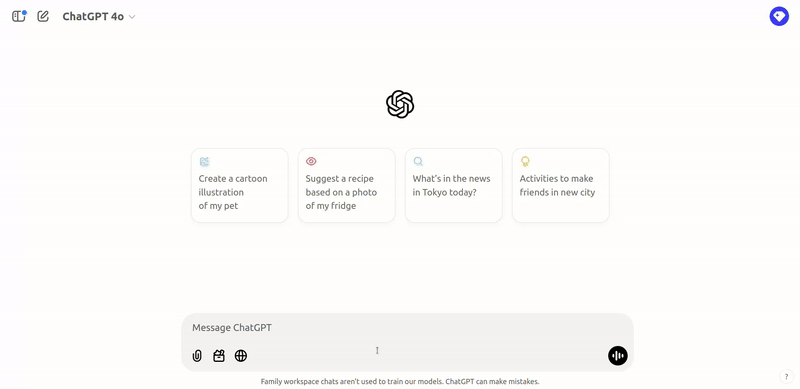 ChatGPT 4o
Create a cartoon
illustration
of my pet
Suggest a recipe
based on a photo
of my fridge
What's in the news
in Tokyo today?
Activities to make
friends in new city
Message ChatGPT
Family workspace chats aren't used to train our models. ChatGPT can make mistakes.
?